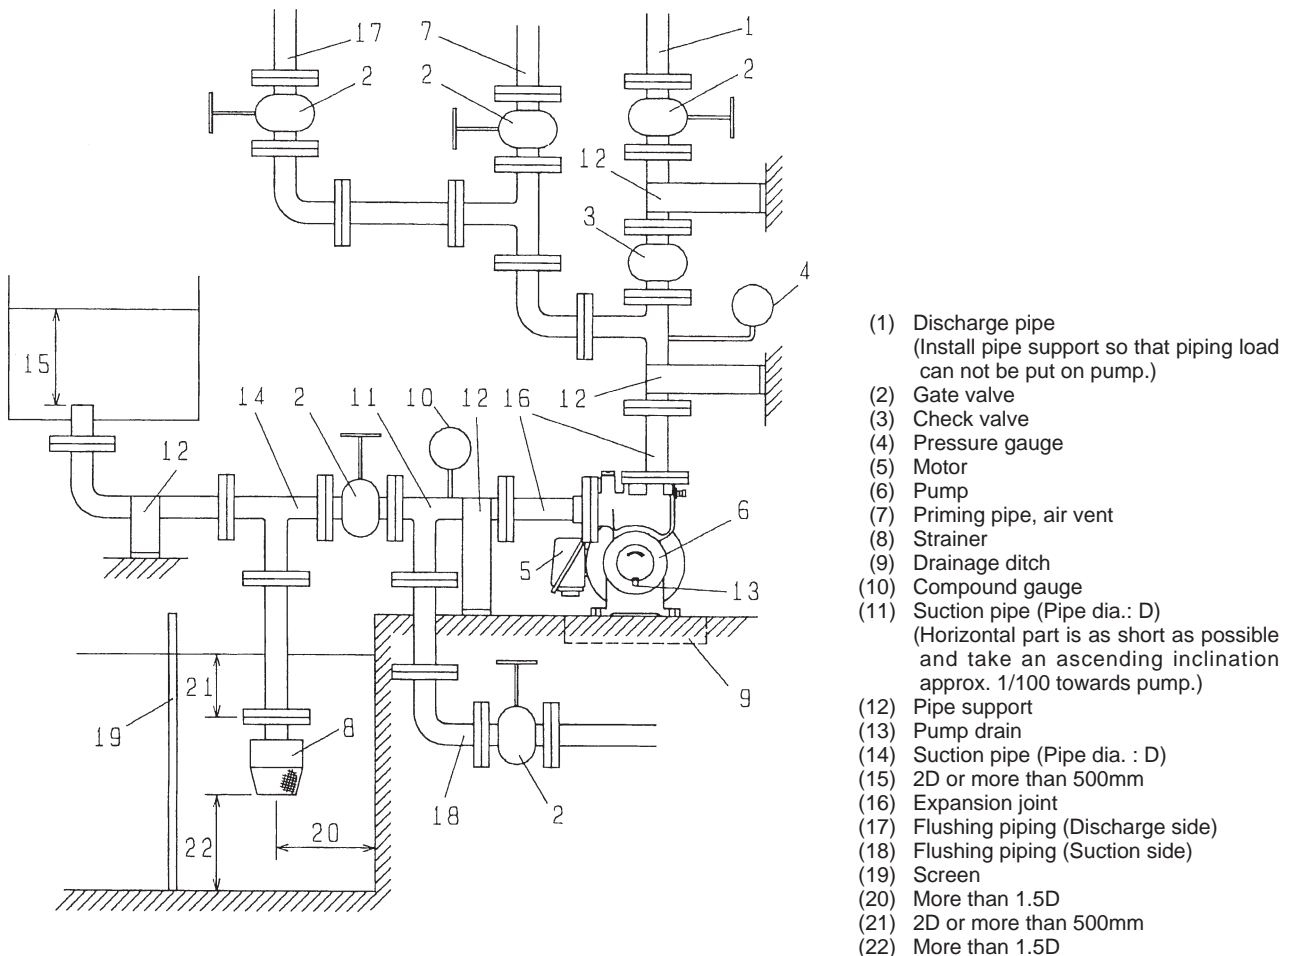 17
7
1
2
2
2
12
3
4
15
14
2
11
10
12
16
12
12
6
5
13
21
9
19
8
20
18
2
22
(1) Discharge pipe
(Install pipe support so that piping load
can not be put on pump.)
(2) Gate valve
(3) Check valve
(4) Pressure gauge
(5) Motor
(6) Pump
(7) Priming pipe, air vent
(8) Strainer
(9) Drainage ditch
(10) Compound gauge
(11) Suction pipe (Pipe dia.: D)
(Horizontal part is as short as possible
and take an ascending inclination
approx. 1/100 towards pump.)
(12) Pipe support
(13) Pump drain
(14) Suction pipe (Pipe dia. : D)
(15) 2D or more than 500mm
(16) Expansion joint
(17) Flushing piping (Discharge side)
(18) Flushing piping (Suction side)
(19) Screen
(20) More than 1.5D
(21) 2D or more than 500mm
(22) More than 1.5D